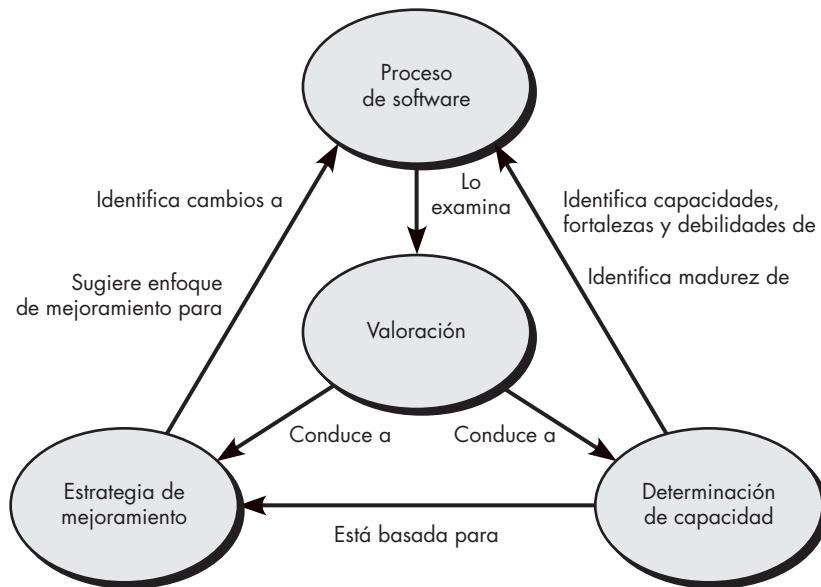 Proceso
de software
Lo
examina
Identifica cambios a
Identifica capacidades,
fortalezas y debilidades de
Sugiere enfoque
de mejoramiento para
Identifica madurez de
Valoración
Conduce a
Conduce a
Estrategia de
mejoramiento
Determinación
de capacidad
Está basada para